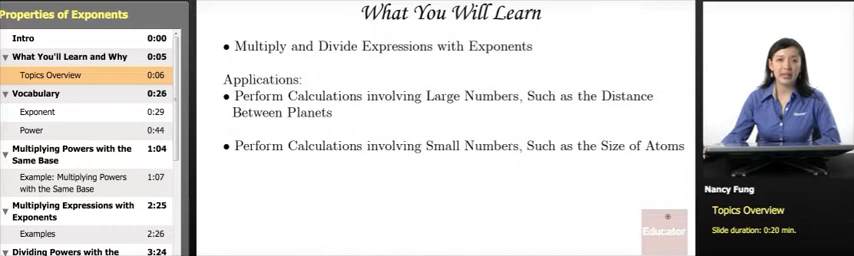 Properties of Exponents
Intro 0:00
What You'll Learn and Why 0:05
Topics Overview 0:06
Vocabulary 0:26
Exponent 0:29
Power 0:44
Multiplying Powers with the 1:04
Same Base
Example: Multiplying 1:07
Powers with the Same Base
Multiplying Expressions with 2:25
Exponents
Examples 2:26
Dividing Powers with the 3:24
What You Will Learn
• Multiply and Divide Expressions with Exponents
Applications:
• Perform Calculations involving Large Numbers, Such as the Distance
Between Planets
• Perform Calculations involving Small Numbers, Such as the Size of Atoms
Educator
Nancy Fung
Topics Overview
Slide duration: 0:20 min.